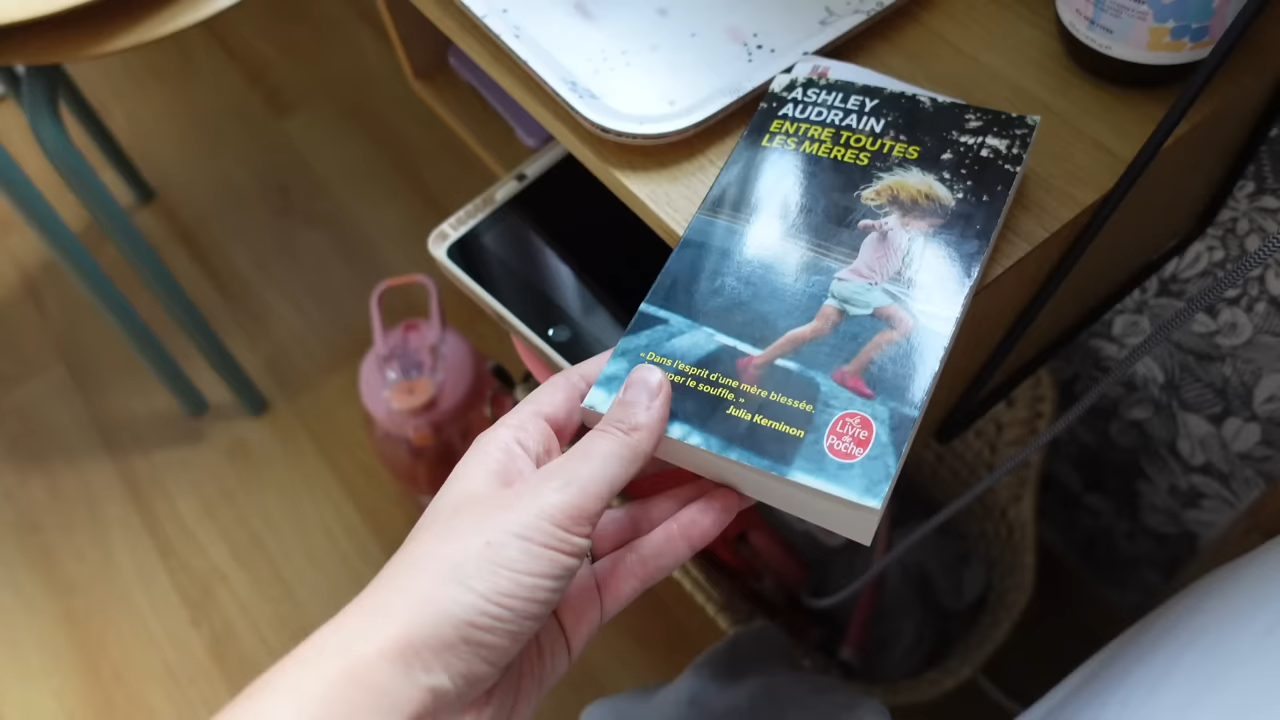 ASHLEY
AUDRAIN
ENTRE TOUTES
LES MÈRES
« Dans l'esprit d'une mère blessée.
le souffle. »
Julia Kerninon
Le
Livre
de
Poche